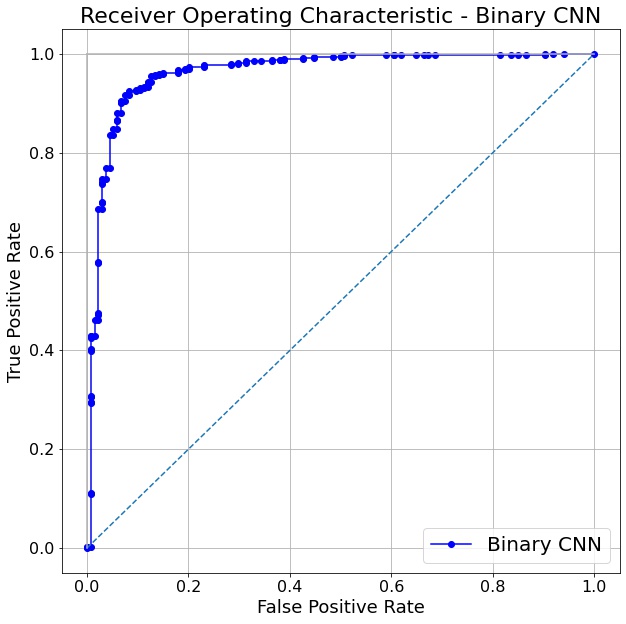 Receiver Operating Characteristic - Binary CNN
1.0
0.8
0.6
0.4
0.2
0.0
True Positive Rate
Binary CNN
0.0 0.2 0.4 0.6 0.8 1.0
False Positive Rate